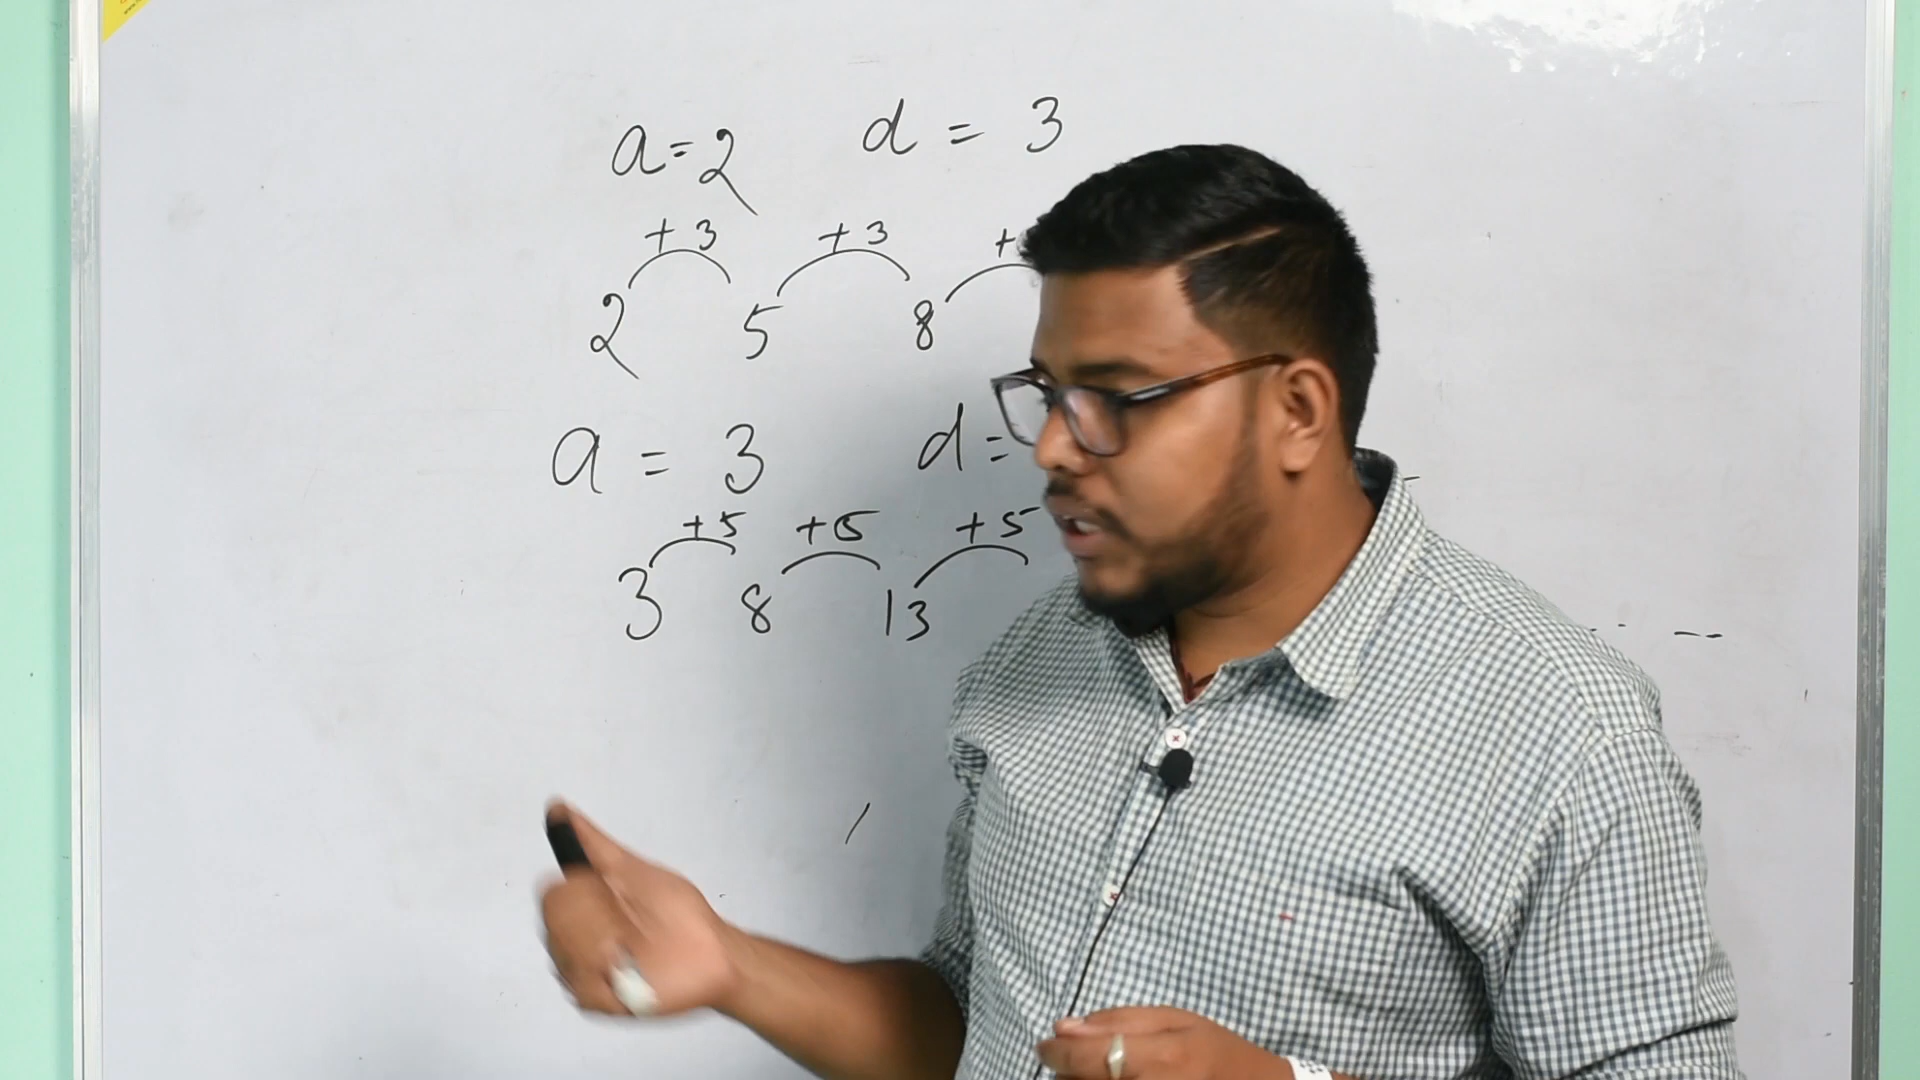 a=2 d = 3
+3 +3 +
2 5 8
a = 3 d =
+5 +5 +5
3 8 13